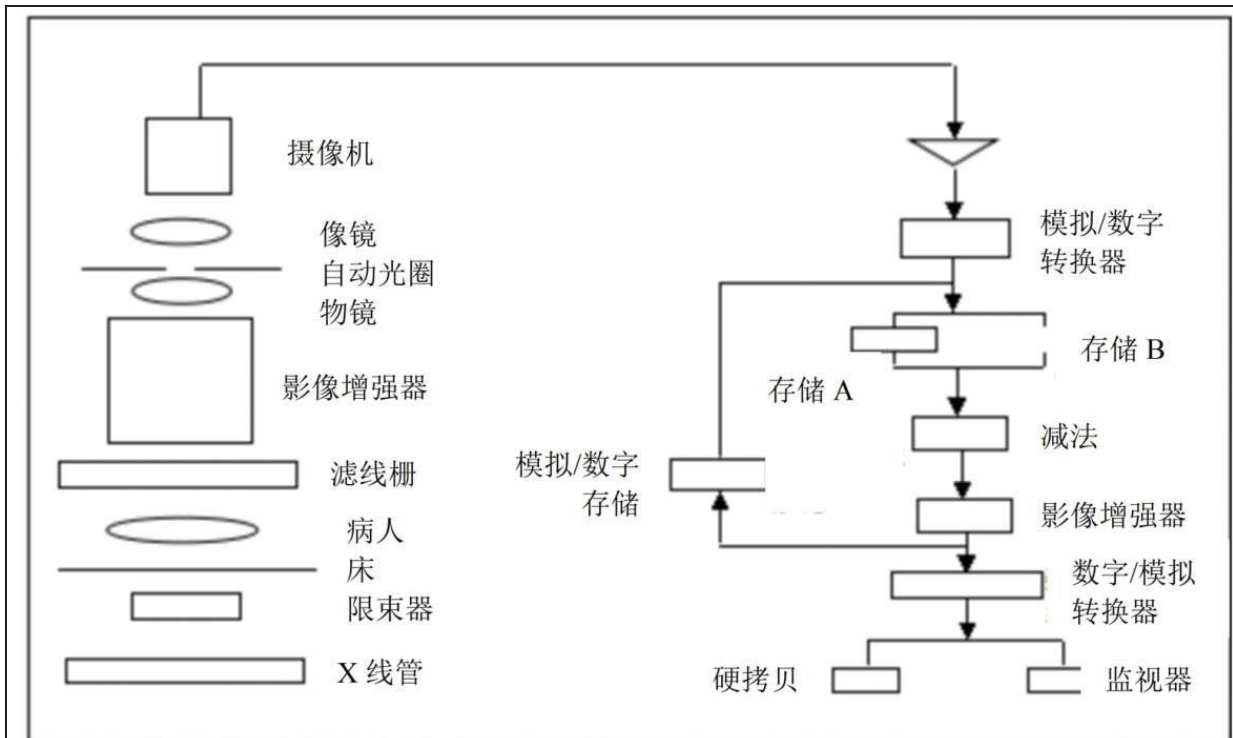 摄像机
像镜
自动光圈
物镜
影像增强器
滤线栅
病人
床
限束器
X 线管
模拟/数字
转换器
存储 B
存储 A
减法
模拟/数字
存储
影像增强器
数字/模拟
转换器
硬拷贝
监视器